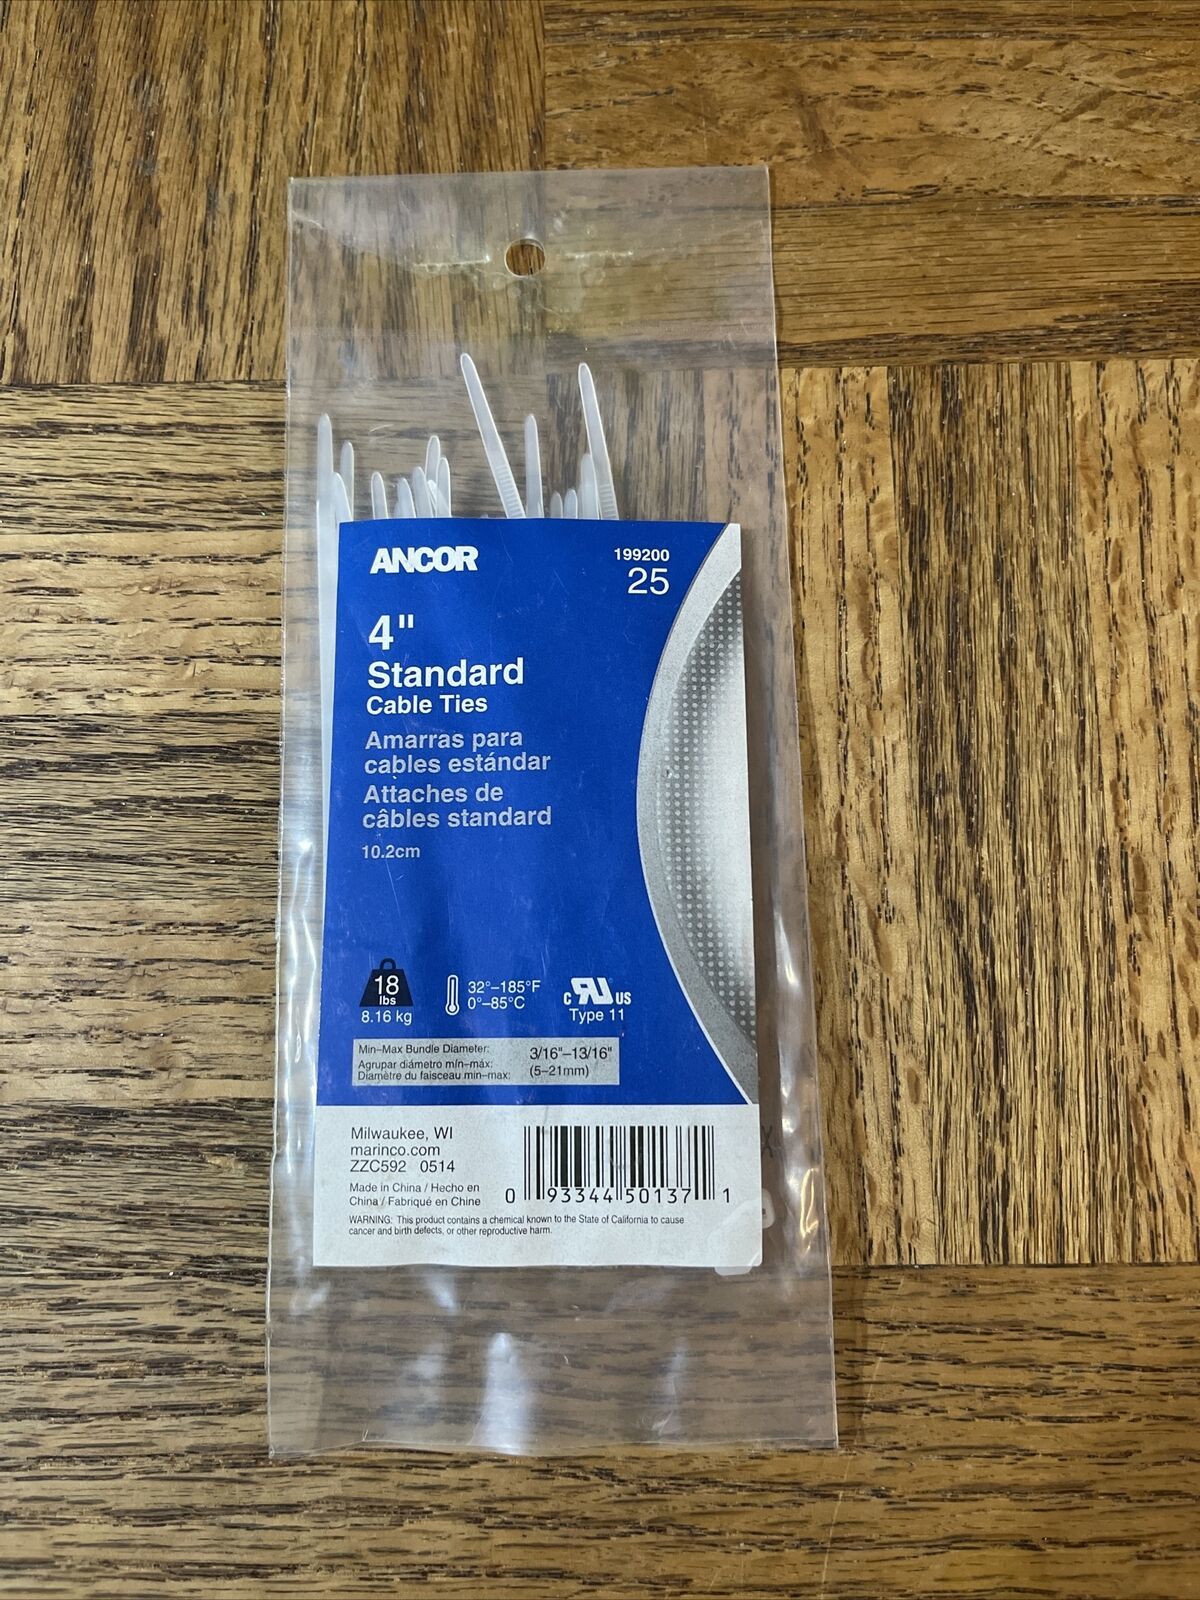 ANCOR
199200
25
4"
Standard
Cable Ties
Amarras para
cables estándar
Attaches de
câbles standard
10.2cm
18
lbs
8.16 kg
32°–185°F
0°–85°C
C RU US
Type 11
Min–Max Bundle Diameter:
Agrupar diámetro mín–máx:
Diamètre du faisceau min–max:
3/16"–13/16"
(5–21mm)
Milwaukee, WI
marinco.com
ZZC592 0514
Made in China / Hecho en
China / Fabriqué en Chine
0 93344 50137 1
WARNING: This product contains a chemical known to the State of California to cause
cancer and birth defects, or other reproductive harm.